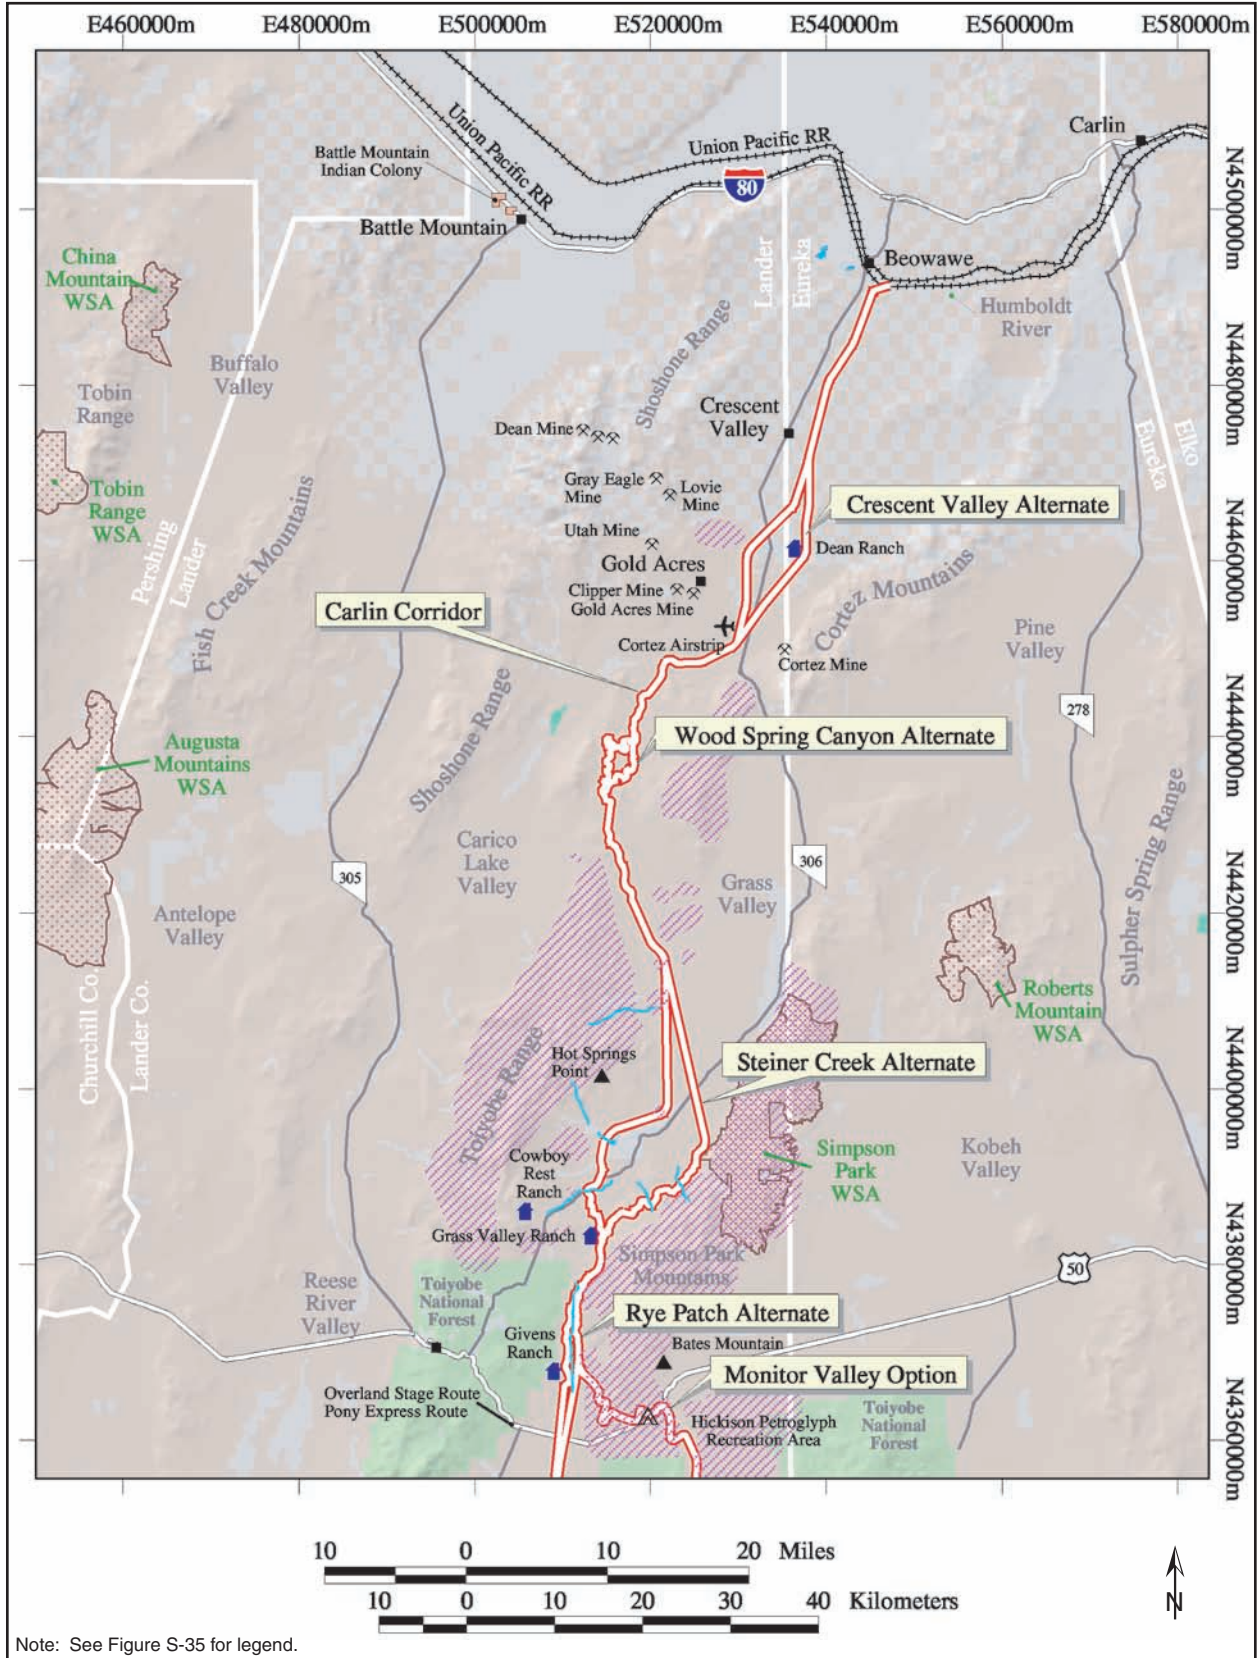 E460000m E480000m E500000m E520000m E540000m E560000m E580000m
Carlin
Union Pacific RR
Union Pacific RR
80
Battle Mountain
Indian Colony
Battle Mountain
N4500000m
Lander
Eureka
Beowawe
China
Mountain
WSA
Humboldt
River
Shoshone Range
Buffalo
Valley
Tobin
Range
N4480000m
Crescent
Valley
Dean Mine
Eureka
Elko
Gray Eagle
Mine
Lovie
Mine
Tobin
Range
WSA
Crescent Valley Alternate
Fish Creek Mountains
Pershing
Lander
Utah Mine
Dean Ranch
N4460000m
Gold Acres
Clipper Mine
Gold Acres Mine
Carlin Corridor
Cortez Mountains
Cortez Airstrip
Cortez Mine
Pine
Valley
278
Shoshone Range
N4440000m
Wood Spring Canyon Alternate
Augusta
Mountains
WSA
Sulpher Spring Range
Carico
Lake
Valley
306
305
Grass
Valley
N4420000m
Antelope
Valley
Churchill Co.
Lander Co.
Roberts
Mountain
WSA
Hot Springs
Point
Steiner Creek Alternate
Toiyobe Range
N4400000m
Simpson
Park
WSA
Kobeh
Valley
Cowboy
Rest
Ranch
Grass Valley Ranch
Simpson Park
Mountains
N4380000m
50
Reese
River
Valley
Toiyobe
National
Forest
Rye Patch Alternate
Givens
Ranch
Bates Mountain
Monitor Valley Option
Overland Stage Route
Pony Express Route
Hickison Petroglyph
Recreation Area
Toiyobe
National
Forest
N4360000m
10 0 10 20 Miles
10 0 10 20 30 40 Kilometers
N
Note: See Figure S-35 for legend.